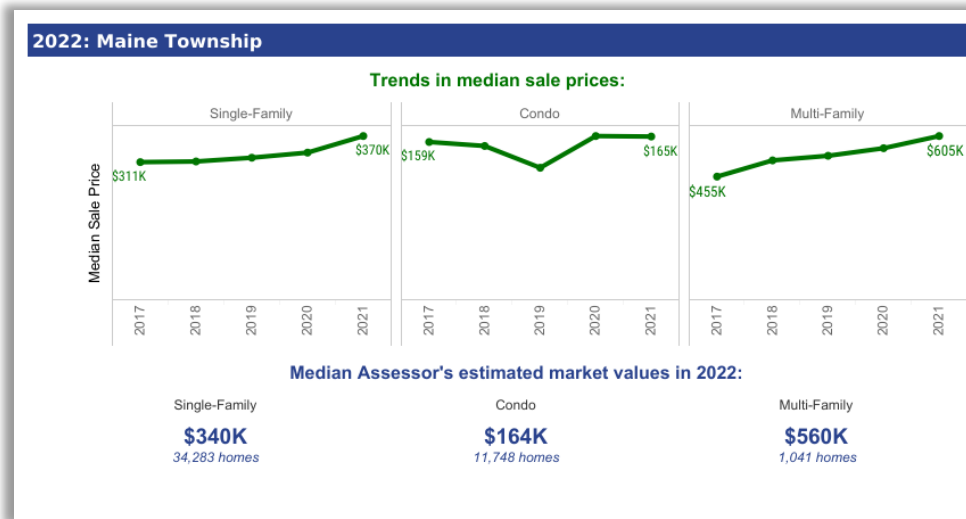 2022: Maine Township
Trends in median sale prices:
Single-Family
Condo
Multi-Family
Median Sale Price
$311K
$370K
$159K
$165K
$455K
$605K
2017 2018 2019 2020 2021
2017 2018 2019 2020 2021
2017 2018 2019 2020 2021
Median Assessor's estimated market values in 2022:
Single-Family
Condo
Multi-Family
$340K
$164K
$560K
34,283 homes
11,748 homes
1,041 homes